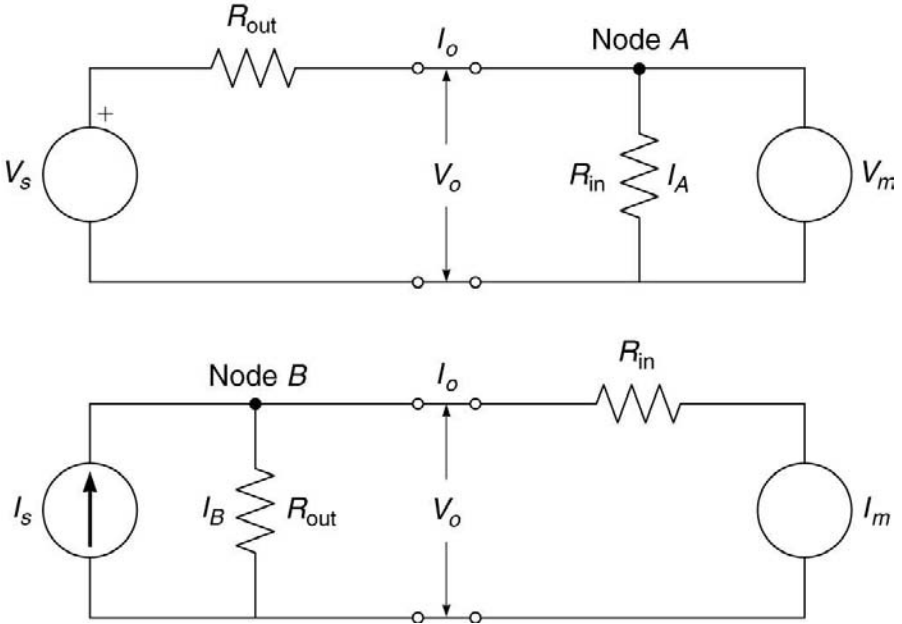 R_out
I_o
Node A
+
V_s
V_o
R_in
I_A
V_m
R_in
Node B
I_o
I_s
I_B
R_out
V_o
I_m